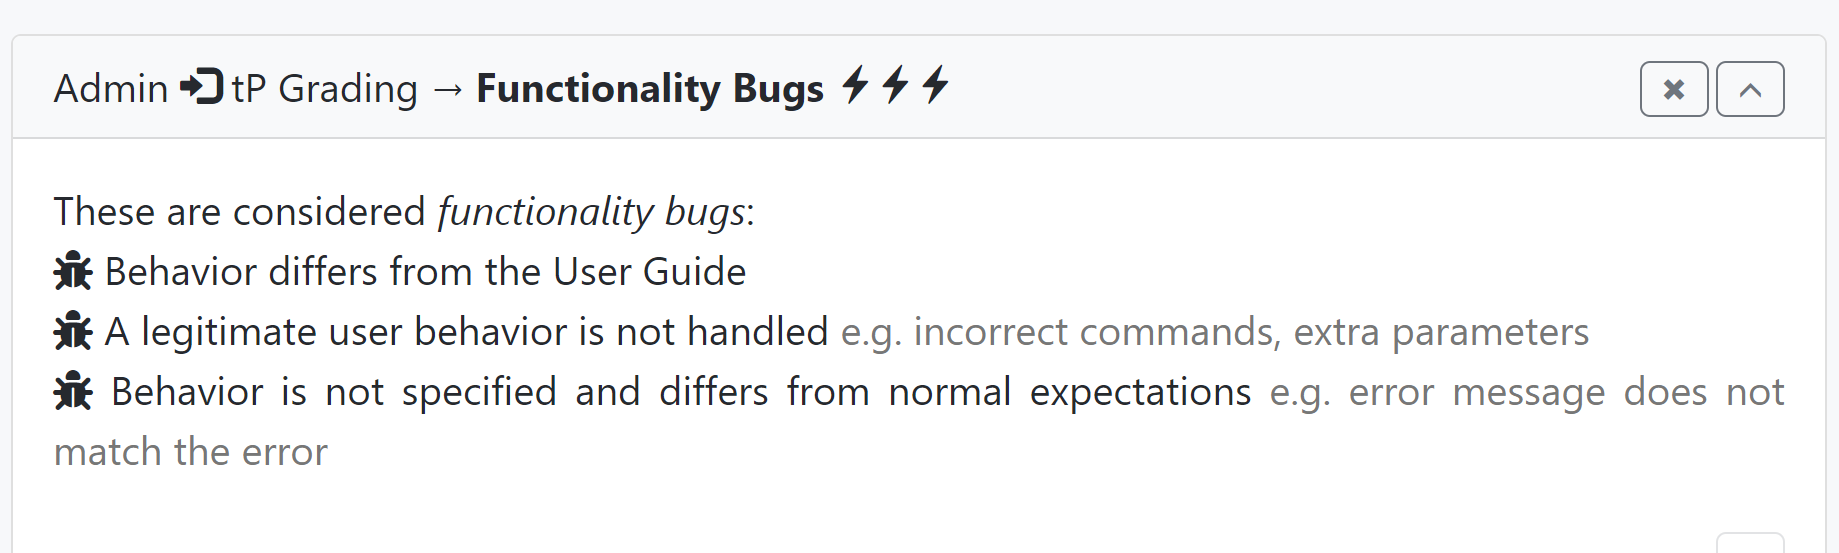 Admin tP Grading → Functionality Bugs
These are considered functionality bugs:
Behavior differs from the User Guide
A legitimate user behavior is not handled e.g. incorrect commands, extra parameters
Behavior is not specified and differs from normal expectations e.g. error message does not
match the error